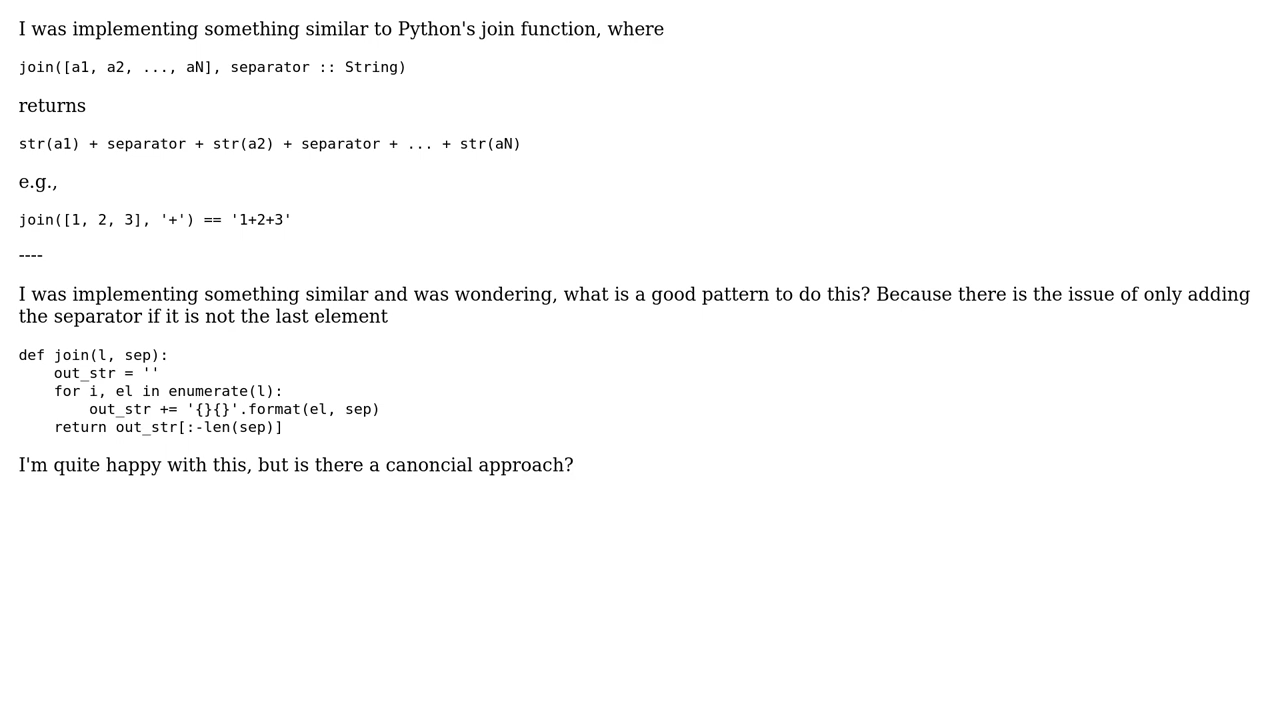 I was implementing something similar to Python's join function, where
join([a1, a2, ..., aN], separator :: String)
returns
str(a1) + separator + str(a2) + separator + ... + str(aN)
e.g.,
join([1, 2, 3], '+') == '1+2+3'
----
I was implementing something similar and was wondering, what is a good pattern to do this? Because there is the issue of only adding
the separator if it is not the last element
def join(l, sep):
    out_str = ''
    for i, el in enumerate(l):
        out_str += '{}{}'.format(el, sep)
    return out_str[:-len(sep)]
I'm quite happy with this, but is there a canoncial approach?